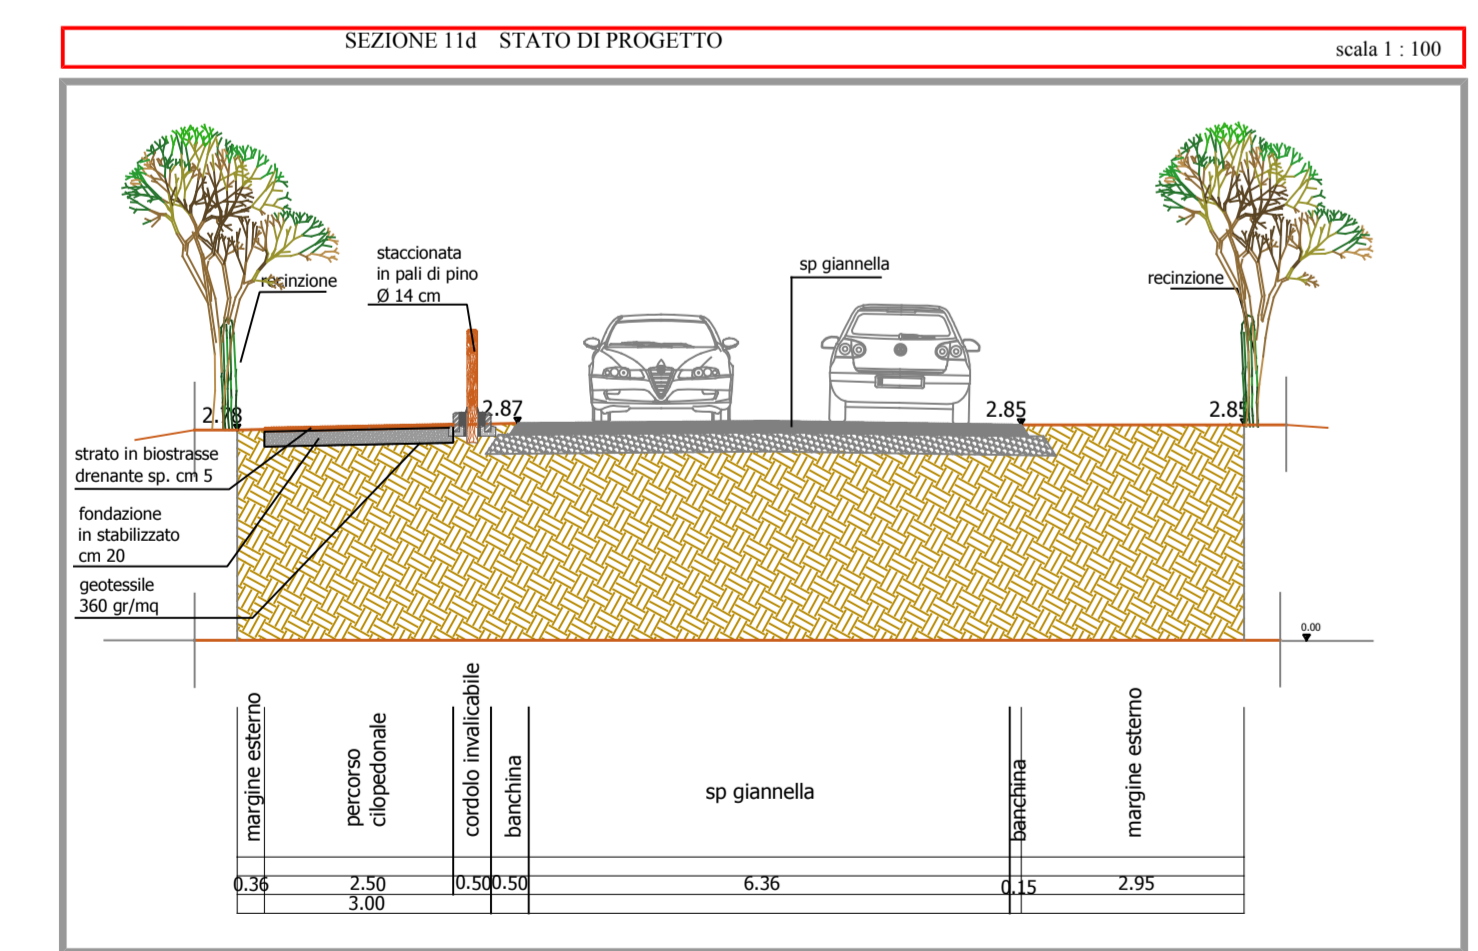 SEZIONE 11d    STATO DI PROGETTO
scala 1 : 100
staccionata
in pali di pino
Ø 14 cm
sp giannella
recinzione
recinzione
2.78
2.87
2.85
2.85
strato in biostrasse
drenante sp. cm 5
fondazione
in stabilizzato
cm 20
geotessile
360 gr/mq
0.00
margine esterno
percorso
cilopedonale
cordolo invalicabile
banchina
sp giannella
banchina
margine esterno
0.36
2.50
0.50
0.50
6.36
0.15
2.95
3.00